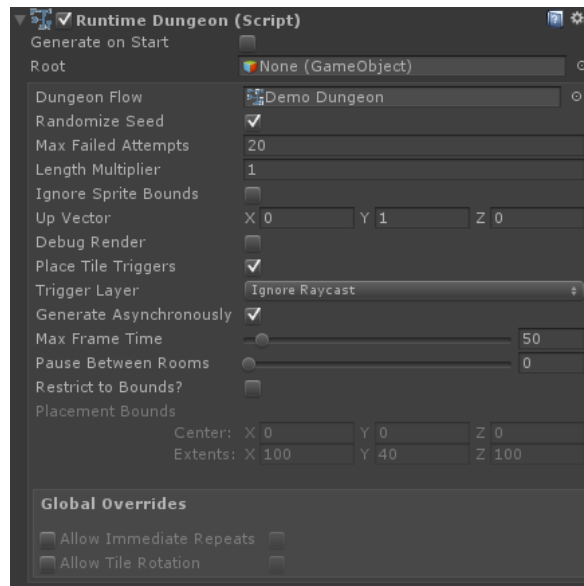 Runtime Dungeon (Script)
Generate on Start
Root None (GameObject)
Dungeon Flow Demo Dungeon
Randomize Seed
Max Failed Attempts 20
Length Multiplier 1
Ignore Sprite Bounds
Up Vector X 0 Y 1 Z 0
Debug Render
Place Tile Triggers
Trigger Layer Ignore Raycast
Generate Asynchronously
Max Frame Time 50
Pause Between Rooms 0
Restrict to Bounds?
Placement Bounds
Center: X 0 Y 0 Z 0
Extents: X 100 Y 40 Z 100
Global Overrides
Allow Immediate Repeats
Allow Tile Rotation